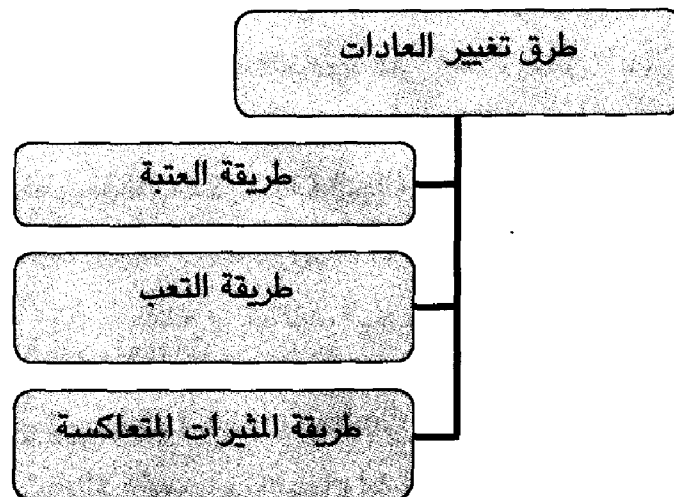 طرق تغيير العادات
طريقة العتبة
طريقة التعب
طريقة المثيرات المتعاكسة